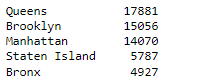 Queens 17881
Brooklyn 15056
Manhattan 14070
Staten Island 5787
Bronx 4927